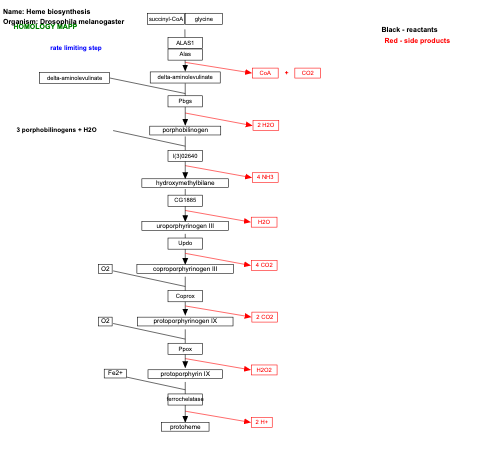 Name: Heme biosynthesis
Organism: Drosophila melanogaster
HOMOLOGY MAPP
succinyl-CoA glycine
Black - reactants
Red - side products
rate limiting step
ALAS1
Alas
delta-aminolevulinate
delta-aminolevulinate
CoA + CO2
Pbgs
3 porphobilinogens + H2O
porphobilinogen
2 H2O
l(3)02640
4 NH3
hydroxymethylbilane
CG1885
uroporphyrinogen III
H2O
Updo
O2
coproporphyrinogen III
4 CO2
Coprox
O2
protoporphyrinogen IX
2 CO2
Ppox
Fe2+
protoporphyrin IX
H2O2
ferrochelatase
protoheme
2 H+